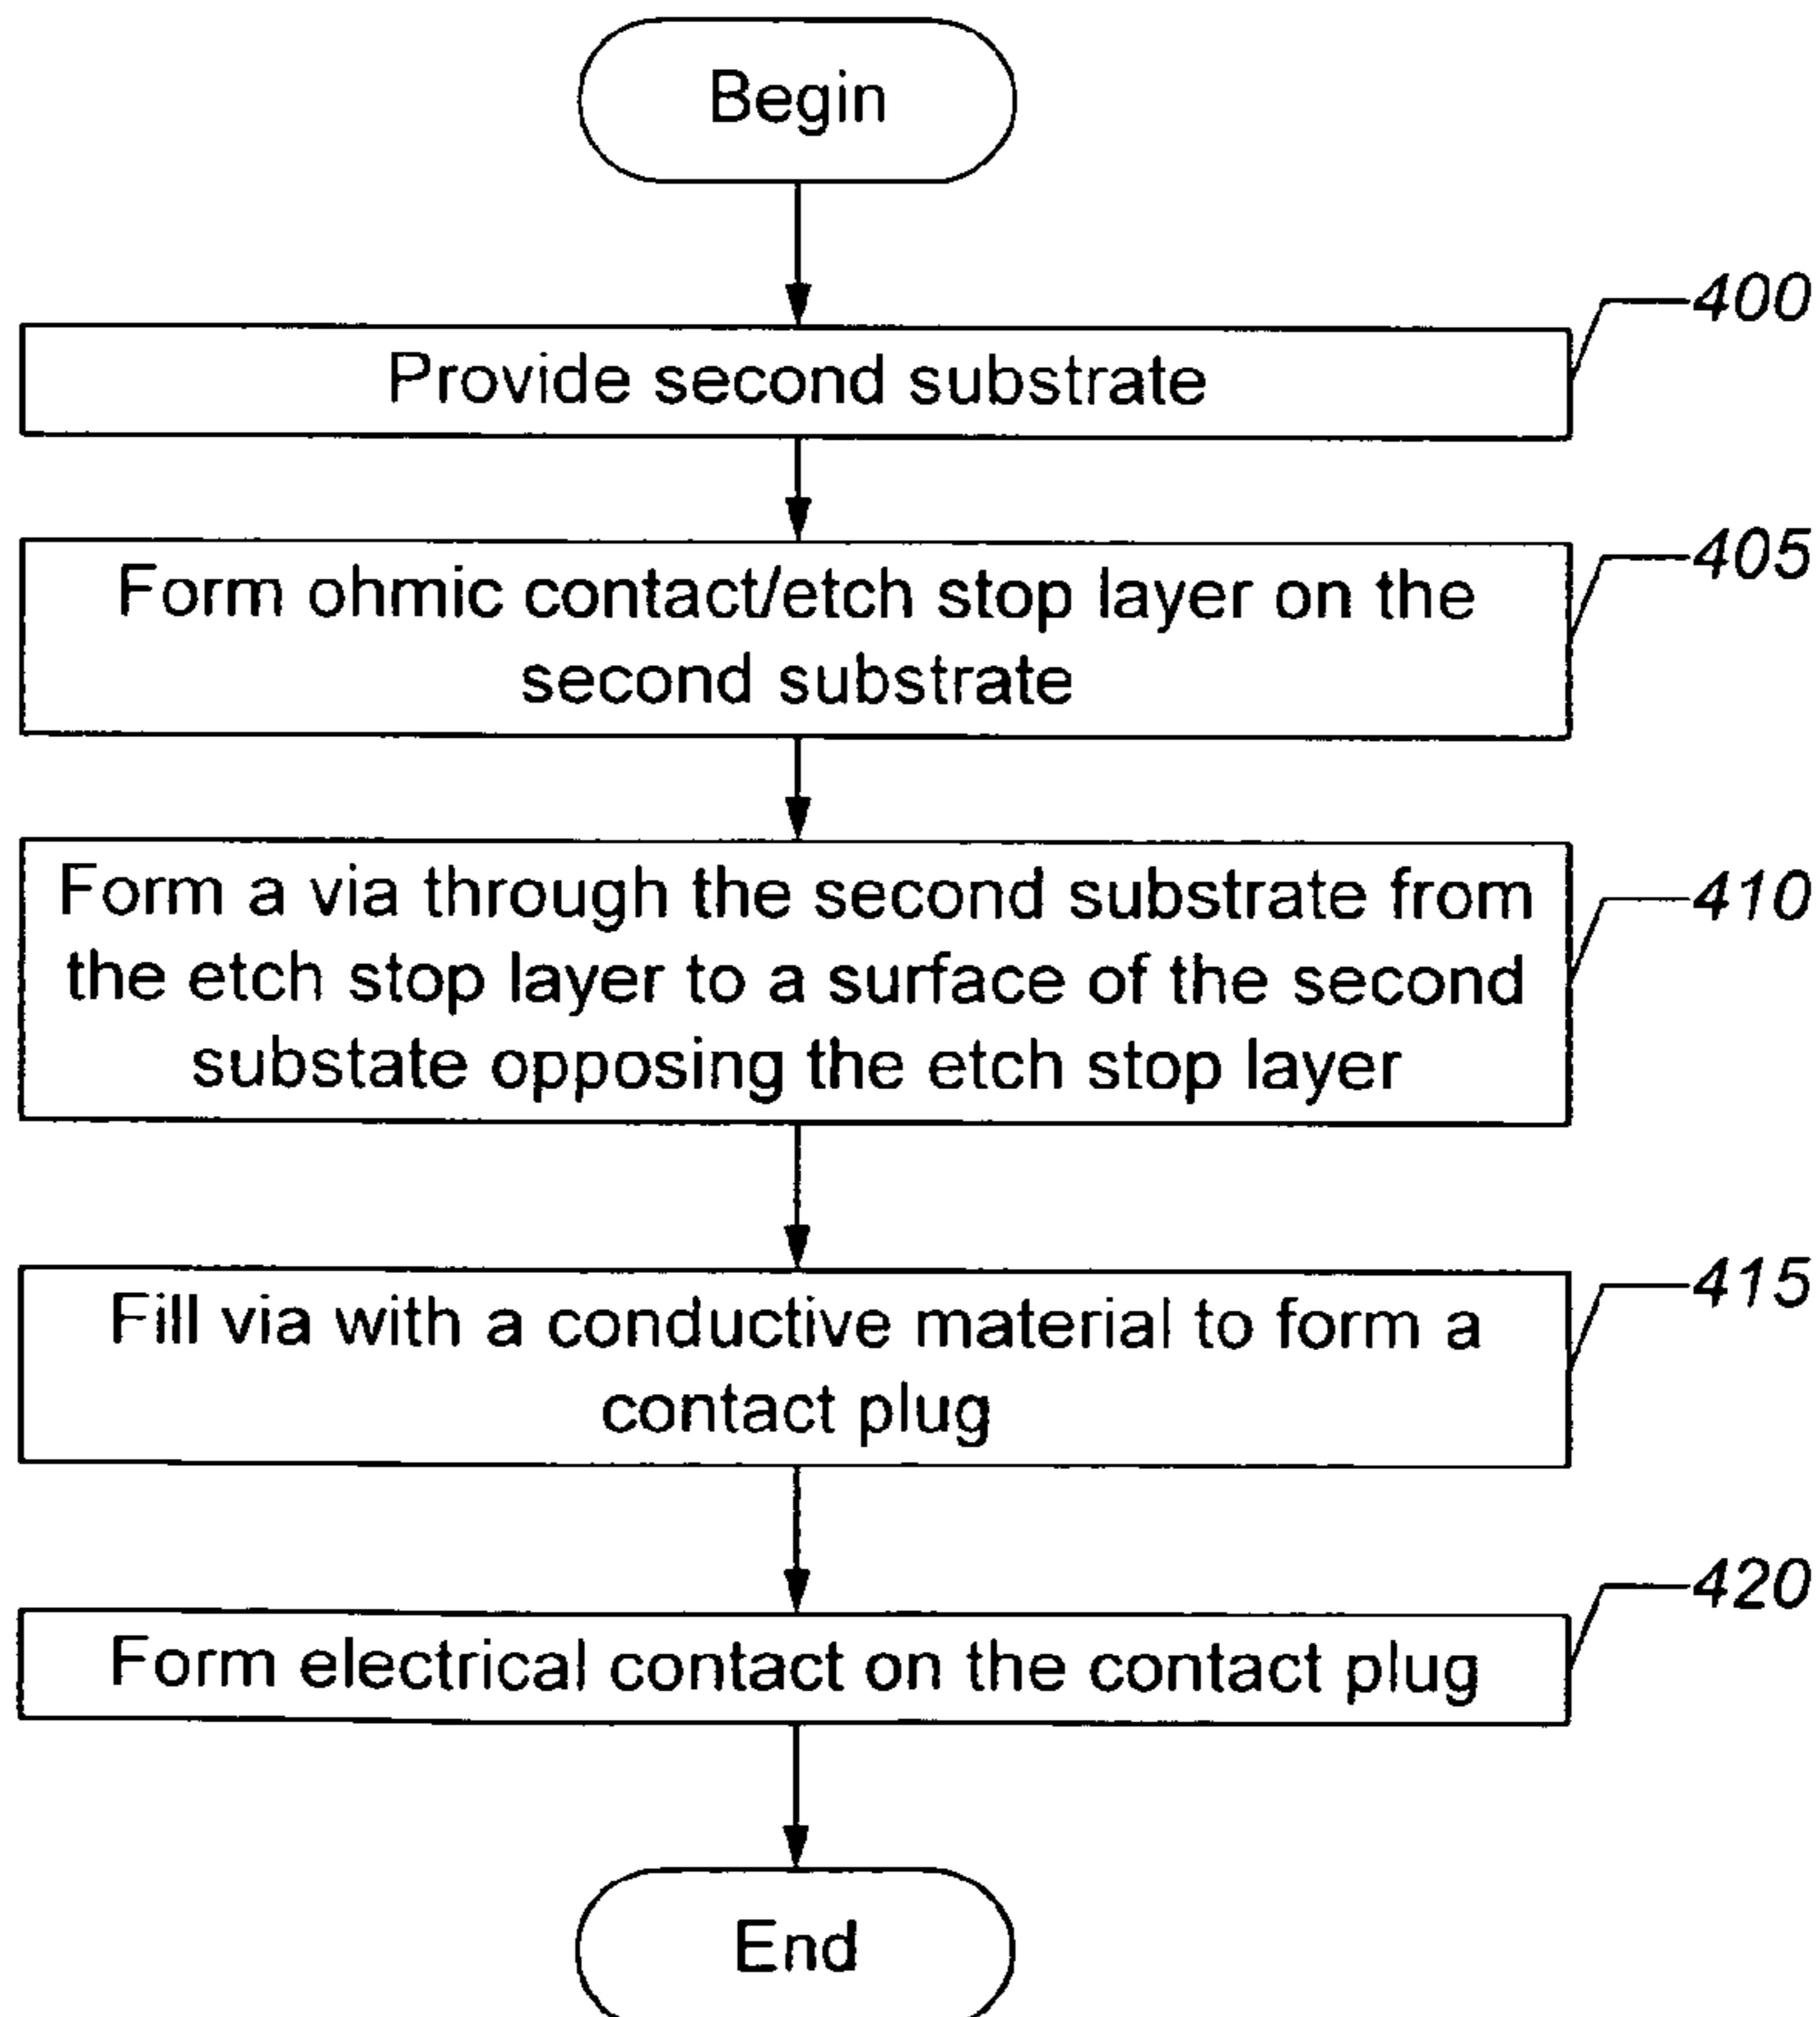 Begin
400
Provide second substrate
405
Form ohmic contact/etch stop layer on the
second substrate
410
Form a via through the second substrate from
the etch stop layer to a surface of the second
substate opposing the etch stop layer
415
Fill via with a conductive material to form a
contact plug
420
Form electrical contact on the contact plug
End